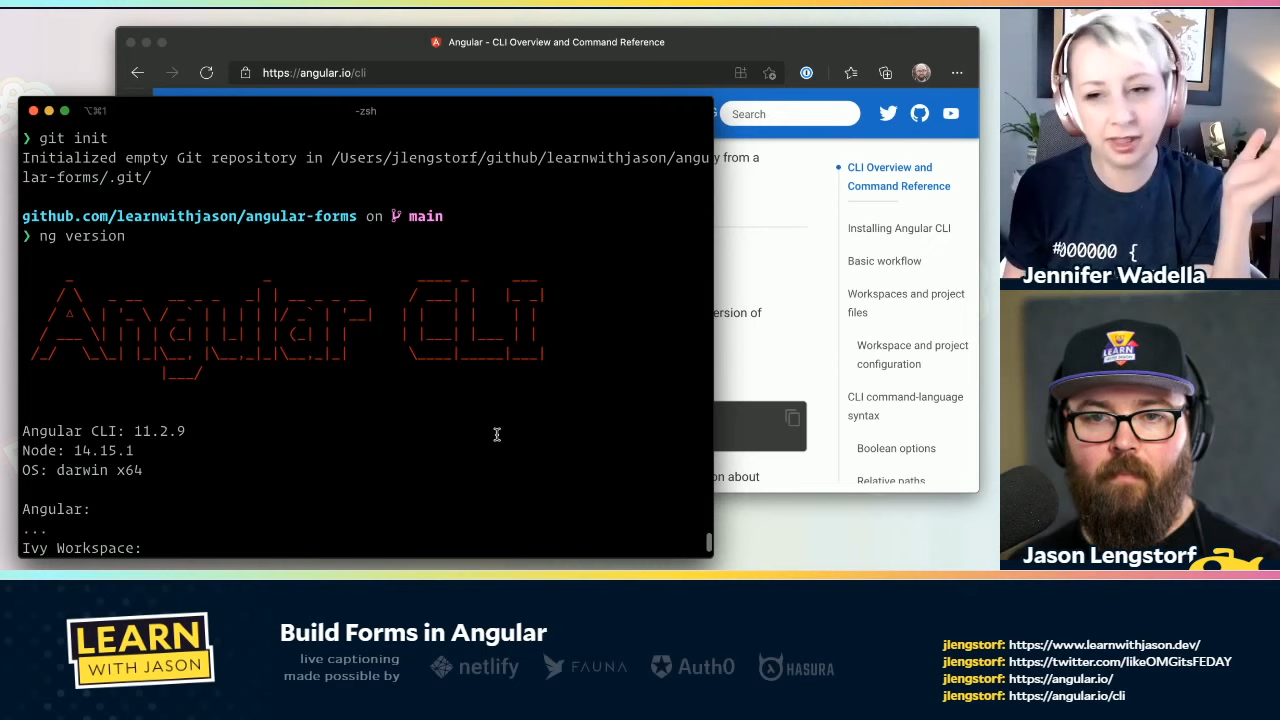 Angular - CLI Overview and Command Reference
https://angular.io/cli
⌥⌘1
-zsh
❯ git init
Initialized empty Git repository in /Users/jlengstorf/github/learnwithjason/angu
lar-forms/.git/
github.com/learnwithjason/angular-forms on main
❯ ng version
Angular CLI
Angular CLI: 11.2.9
Node: 14.15.1
OS: darwin x64
Angular:
...
Ivy Workspace:
Search
y from a
ersion of
on about
CLI Overview and
Command Reference
Installing Angular CLI
Basic workflow
Workspaces and project
files
Workspace and project
configuration
CLI command-language
syntax
Boolean options
Relative paths
#000000 {
Jennifer Wadella
LEARN
Jason Lengstorf
LEARN
WITH JASON
Build Forms in Angular
live captioning
made possible by
netlify
FAUNA
Auth0
HASURA
jlengstorf: https://www.learnwithjason.dev/
jlengstorf: https://twitter.com/likeOMGitsFEDAY
jlengstorf: https://angular.io/
jlengstorf: https://angular.io/cli